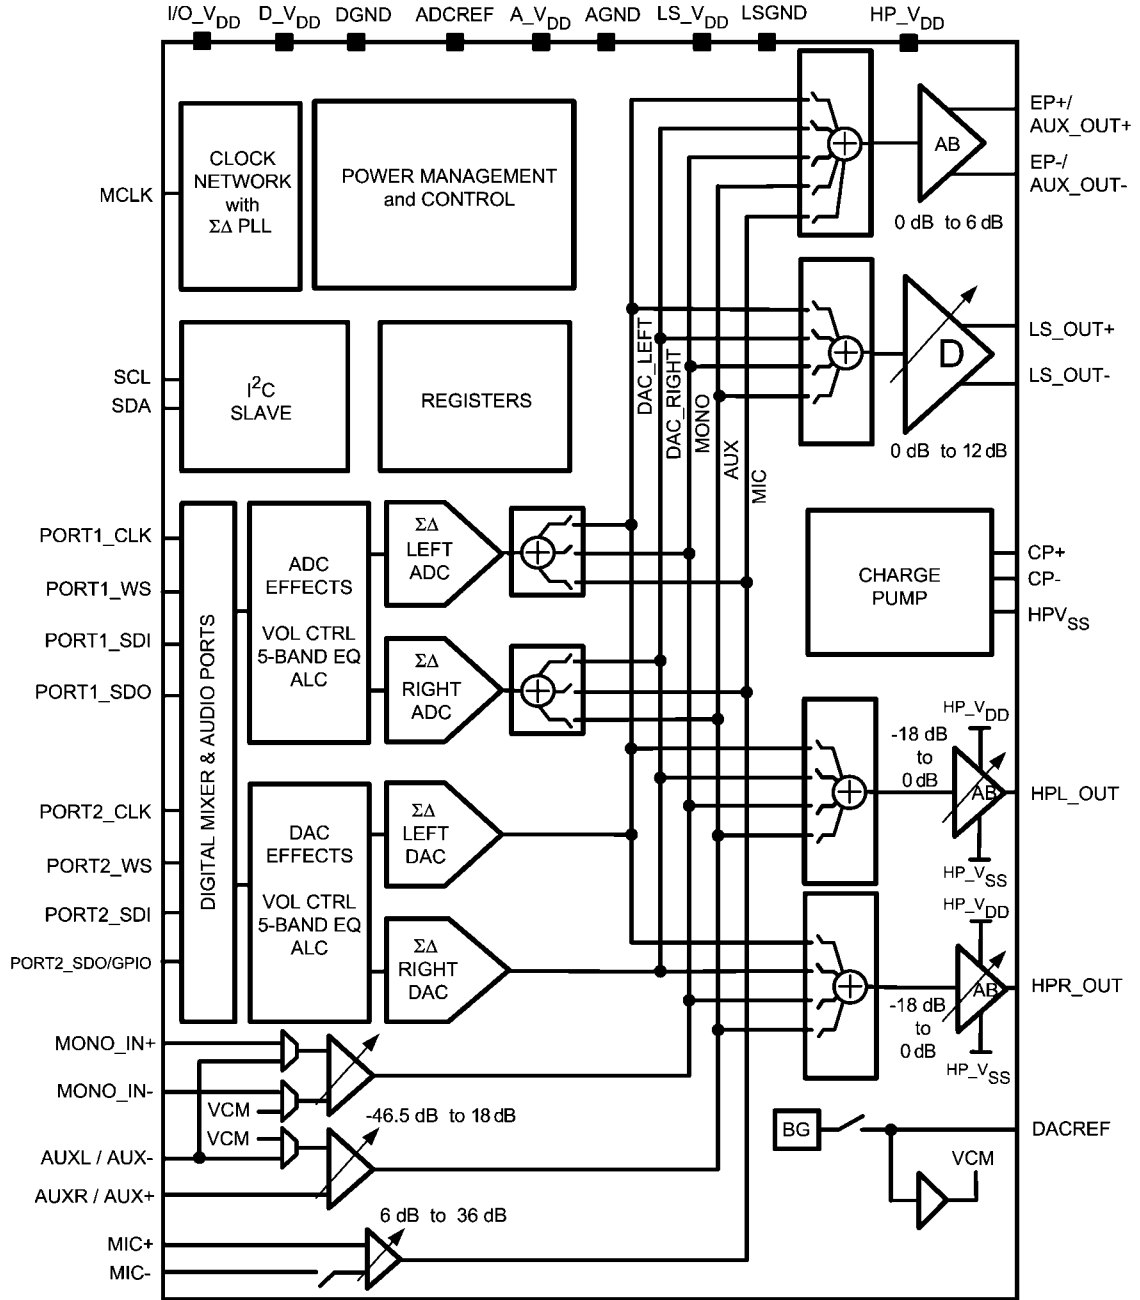 I/O_VDD D_VDD DGND ADCREF A_VDD AGND LS_VDD LSGND HP_VDD
EP+/
AUX_OUT+
EP-/
AUX_OUT-
AB
0 dB to 6 dB
MCLK
CLOCK
NETWORK
with
ΣΔ PLL
POWER MANAGEMENT
and CONTROL
LS_OUT+
LS_OUT-
D
0 dB to 12 dB
SCL
SDA
I2C
SLAVE
REGISTERS
DAC_LEFT
DAC_RIGHT
MONO
AUX
MIC
PORT1_CLK
PORT1_WS
PORT1_SDI
PORT1_SDO
PORT2_CLK
PORT2_WS
PORT2_SDI
PORT2_SDO/GPIO
DIGITAL MIXER & AUDIO PORTS
ADC
EFFECTS
VOL CTRL
5-BAND EQ
ALC
ΣΔ
LEFT
ADC
ΣΔ
RIGHT
ADC
CHARGE
PUMP
CP+
CP-
HPVSS
DAC
EFFECTS
VOL CTRL
5-BAND EQ
ALC
ΣΔ
LEFT
DAC
ΣΔ
RIGHT
DAC
-18 dB
to
0 dB
HP_VDD
AB
HP_VSS
HPL_OUT
HP_VDD
AB
HP_VSS
HPR_OUT
-18 dB
to
0 dB
MONO_IN+
MONO_IN-
VCM
VCM
-46.5 dB to 18 dB
AUXL / AUX-
AUXR / AUX+
6 dB to 36 dB
MIC+
MIC-
BG
DACREF
VCM